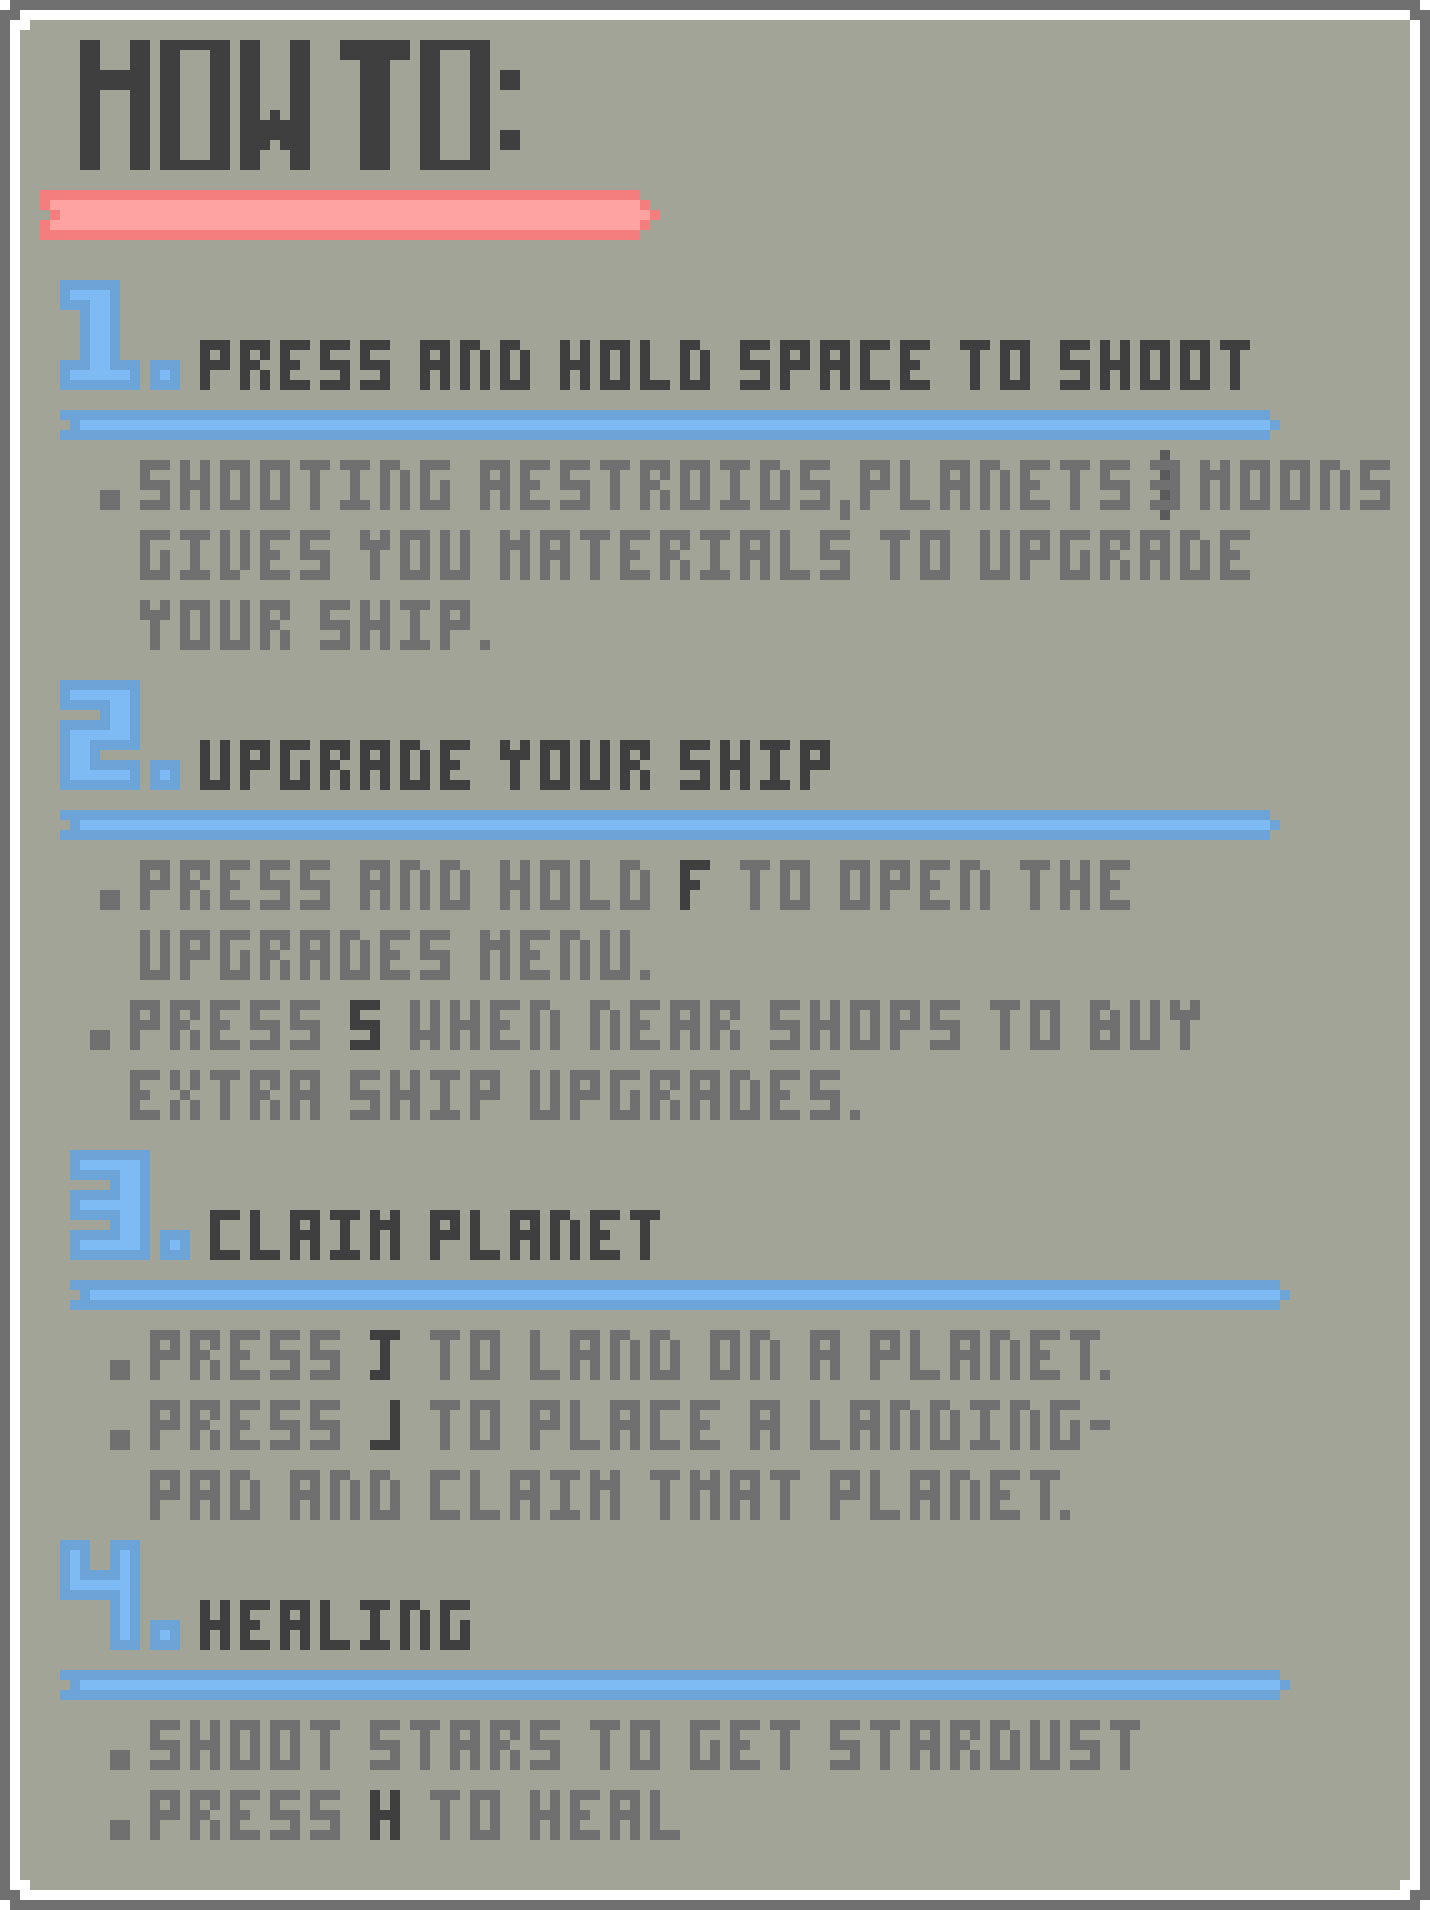 HOW TO:
1. PRESS AND HOLD SPACE TO SHOOT
. SHOOTING AESTROIDS, PLANETS & MOONS
GIVES YOU MATERIALS TO UPGRADE
YOUR SHIP.
2. UPGRADE YOUR SHIP
. PRESS AND HOLD F TO OPEN THE
UPGRADES MENU.
. PRESS S WHEN NEAR SHOPS TO BUY
EXTRA SHIP UPGRADES.
3. CLAIM PLANET
. PRESS J TO LAND ON A PLANET.
. PRESS J TO PLACE A LANDING-
PAD AND CLAIM THAT PLANET.
4. HEALING
. SHOOT STARS TO GET STARDUST
. PRESS H TO HEAL